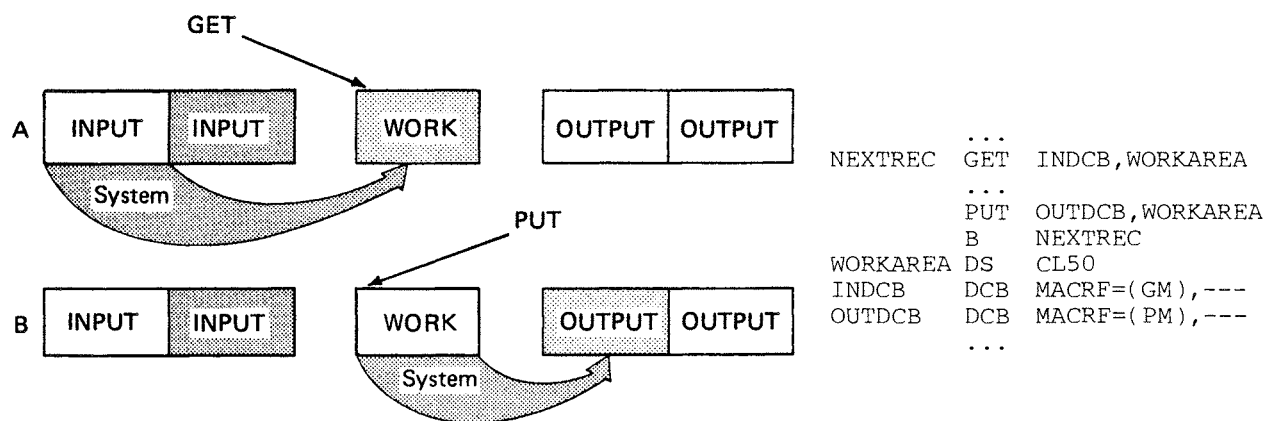 GET
A INPUT INPUT WORK OUTPUT OUTPUT
System
PUT
B INPUT INPUT WORK OUTPUT OUTPUT
System
...
NEXTREC GET INDCB,WORKAREA
...
PUT OUTDCB,WORKAREA
B NEXTREC
WORKAREA DS CL50
INDCB DCB MACRF=(GM),---
OUTDCB DCB MACRF=(PM),---
...